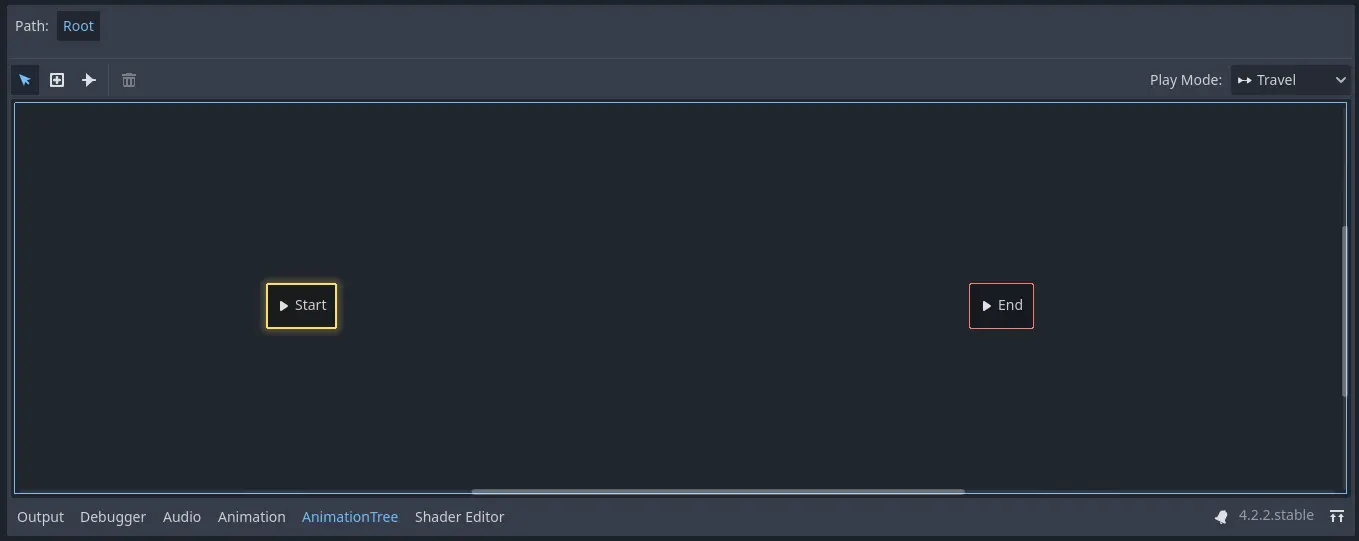 Path: Root
Play Mode: Travel
Start
End
Output Debugger Audio Animation AnimationTree Shader Editor 4.2.2.stable